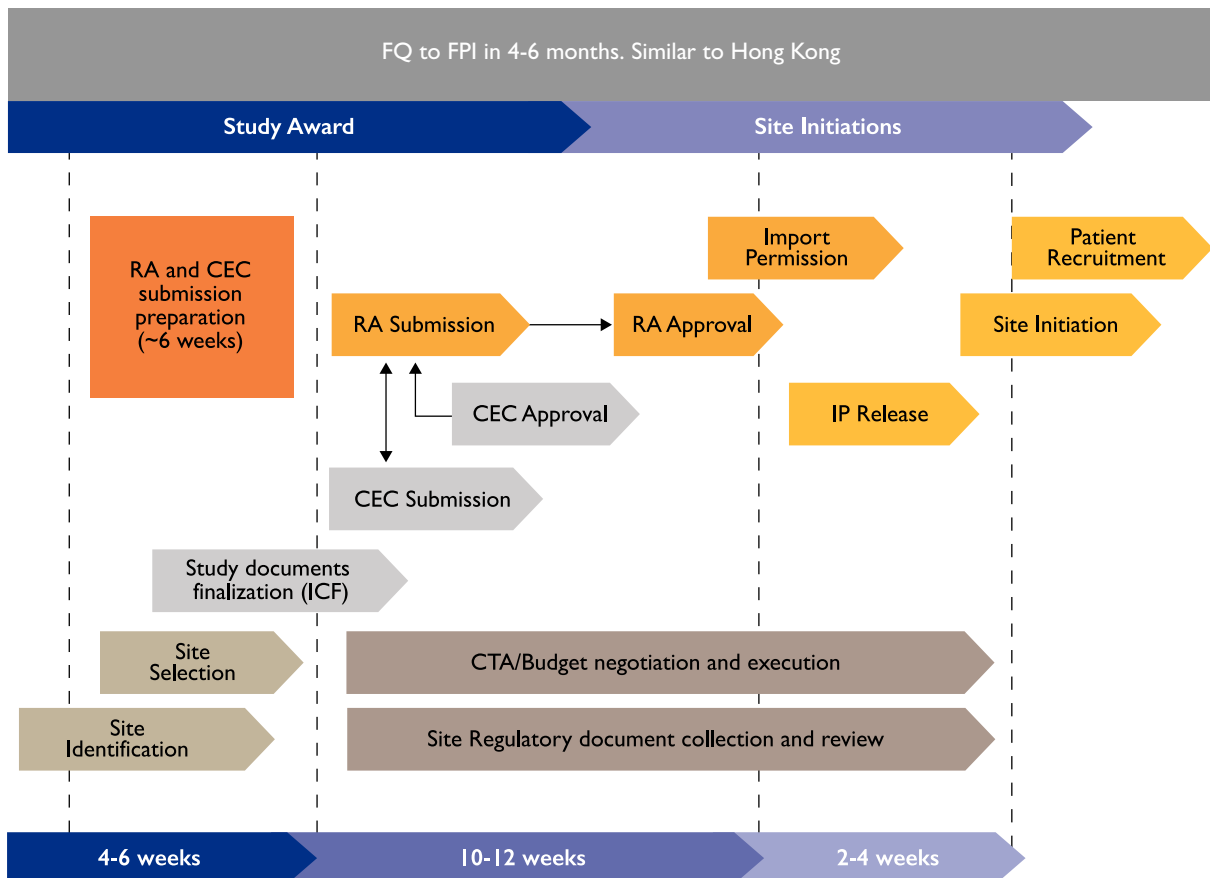 FQ to FPI in 4-6 months. Similar to Hong Kong
Study Award
Site Initiations
RA and CEC
submission
preparation
(~6 weeks)
Import
Permission
Patient
Recruitment
RA Submission
RA Approval
Site Initiation
CEC Approval
IP Release
CEC Submission
Study documents
finalization (ICF)
Site
Selection
CTA/Budget negotiation and execution
Site
Identification
Site Regulatory document collection and review
4-6 weeks
10-12 weeks
2-4 weeks